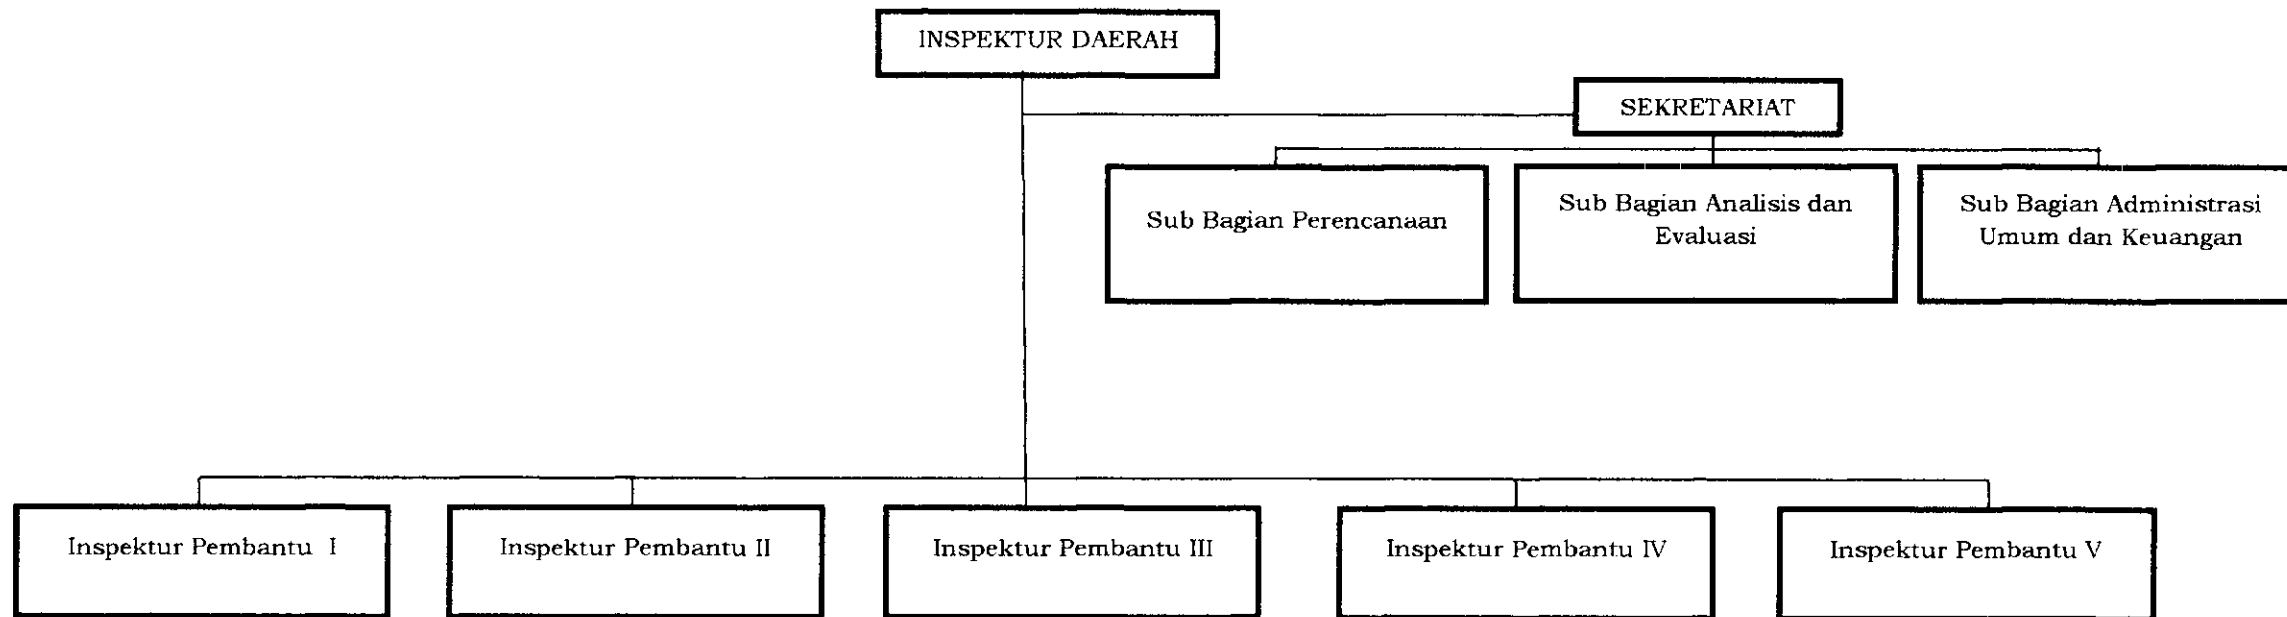 INSPEKTUR DAERAH
SEKRETARIAT
Sub Bagian Perencanaan
Sub Bagian Analisis dan
Evaluasi
Sub Bagian Administrasi
Umum dan Keuangan
Inspektur Pembantu I
Inspektur Pembantu II
Inspektur Pembantu III
Inspektur Pembantu IV
Inspektur Pembantu V